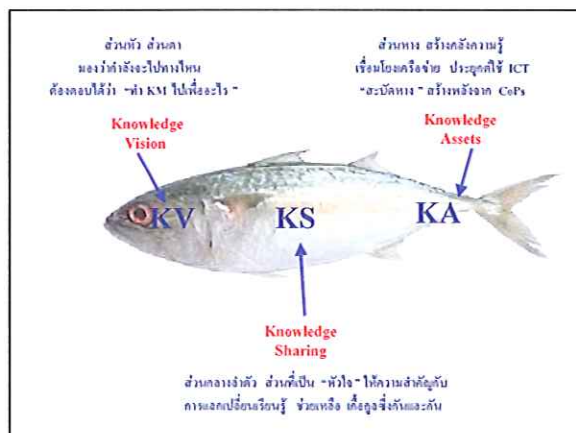 ส่วนหัว ส่วนตา
มองว่ากำลังจะไปทางไหน
ต้องตอบได้ว่า “ทำ KM ไปเพื่ออะไร”
Knowledge
Vision
ส่วนหาง สร้างคลังความรู้
เชื่อมโยงเครือข่าย ประยุกต์ใช้ ICT
“สะบัดหาง” สร้างพลังจาก CoPs
Knowledge
Assets
KV
KS
KA
Knowledge
Sharing
ส่วนกลางลำตัว ส่วนที่เป็น “หัวใจ” ให้ความสำคัญกับ
การแลกเปลี่ยนเรียนรู้ ช่วยเหลือ เกื้อกูลซึ่งกันและกัน